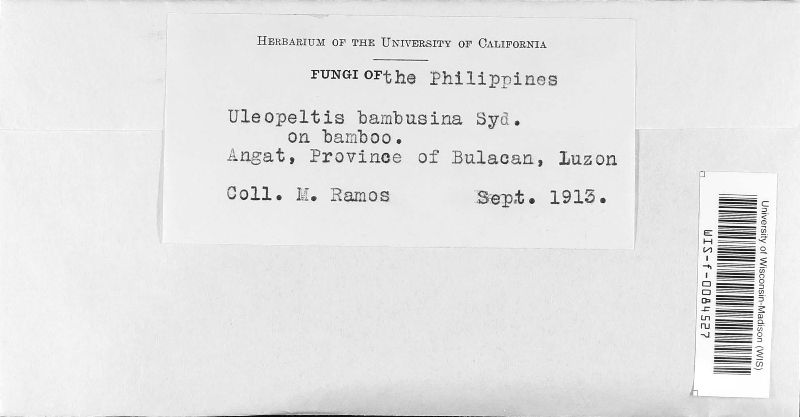 HERBARIUM OF THE UNIVERSITY OF CALIFORNIA
FUNGI OF the Philippines
Uleopeltis bambusina Syd.
on bamboo.
Angat, Province of Bulacan, Luzon
Coll. M. Ramos Sept. 1913.
University of Wisconsin-Madison (WIS)
WIS-f-0084527